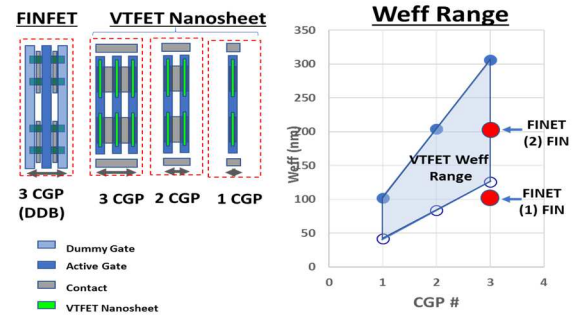 FINFET
VTFET Nanosheet
3 CGP
(DDB)
3 CGP
2 CGP
1 CGP
Dummy Gate
Active Gate
Contact
VTFET Nanosheet
Weff Range
350
300
250
200
150
100
50
0
Weff (nm)
VTFET Weff
Range
FINET
(2) FIN
FINET
(1) FIN
0
1
2
3
4
CGP #